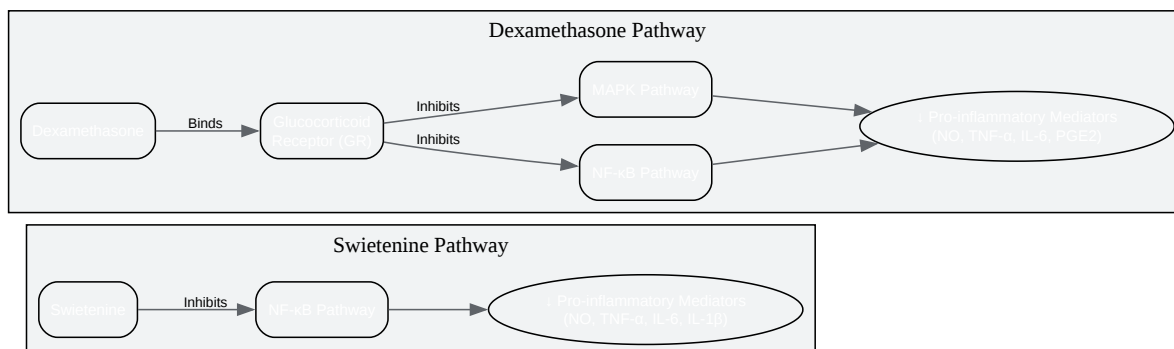 Dexamethasone Pathway
Dexamethasone
Binds
Glucocorticoid
Receptor (GR)
Inhibits
MAPK Pathway
Inhibits
NF-κB Pathway
↓ Pro-inflammatory Mediators
(NO, TNF-α, IL-6, PGE2)
Swietenine Pathway
Swietenine
Inhibits
NF-κB Pathway
↓ Pro-inflammatory Mediators
(NO, TNF-α, IL-6, IL-1β)